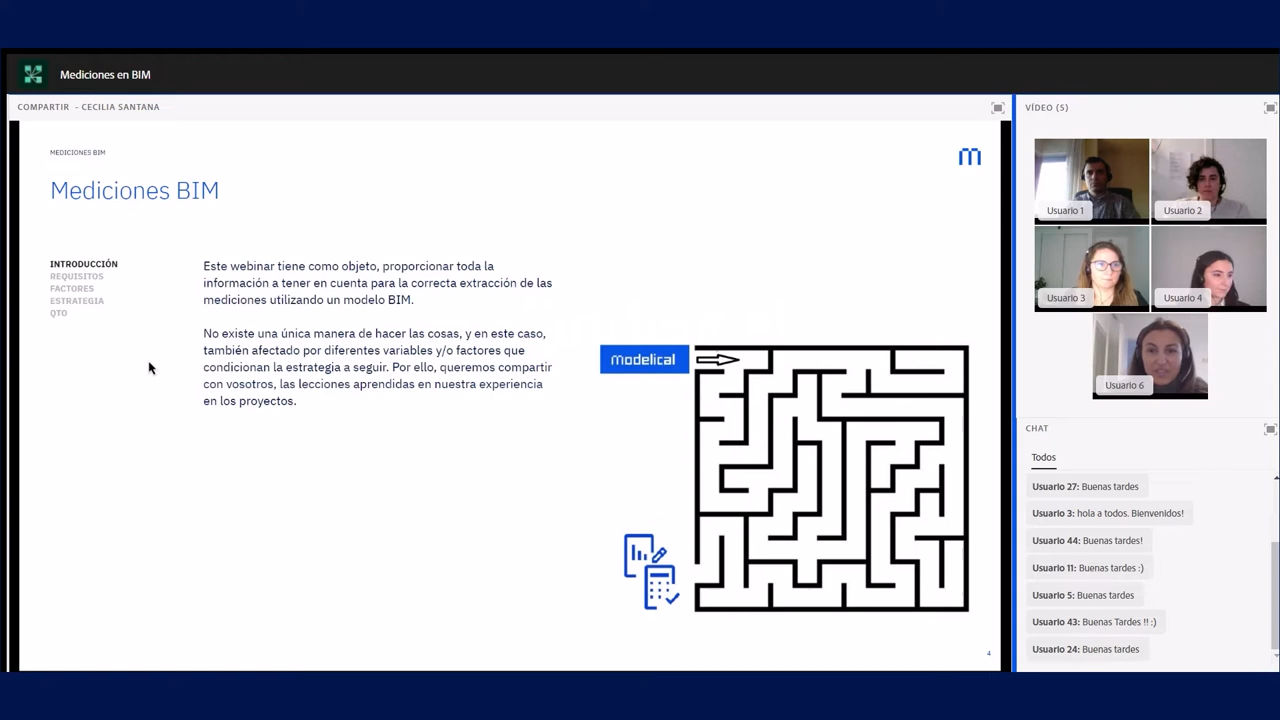 Mediciones en BIM
COMPARTIR - CECILIA SANTANA
MEDICIONES BIM
Mediciones BIM
INTRODUCCIÓN
REQUISITOS
FACTORES
ESTRATEGIA
QTO
Este webinar tiene como objeto, proporcionar toda la
información a tener en cuenta para la correcta extracción de las
mediciones utilizando un modelo BIM.
No existe una única manera de hacer las cosas, y en este caso,
también afectado por diferentes variables y/o factores que
condicionan la estrategia a seguir. Por ello, queremos compartir
con vosotros, las lecciones aprendidas en nuestra experiencia
en los proyectos.
modelical
4
VÍDEO (5)
Usuario 1
Usuario 2
Usuario 3
Usuario 4
Usuario 6
CHAT
Todos
Usuario 27: Buenas tardes
Usuario 3: hola a todos. Bienvenidos!
Usuario 44: Buenas tardes!
Usuario 11: Buenas tardes :)
Usuario 5: Buenas tardes
Usuario 43: Buenas Tardes !! :)
Usuario 24: Buenas tardes